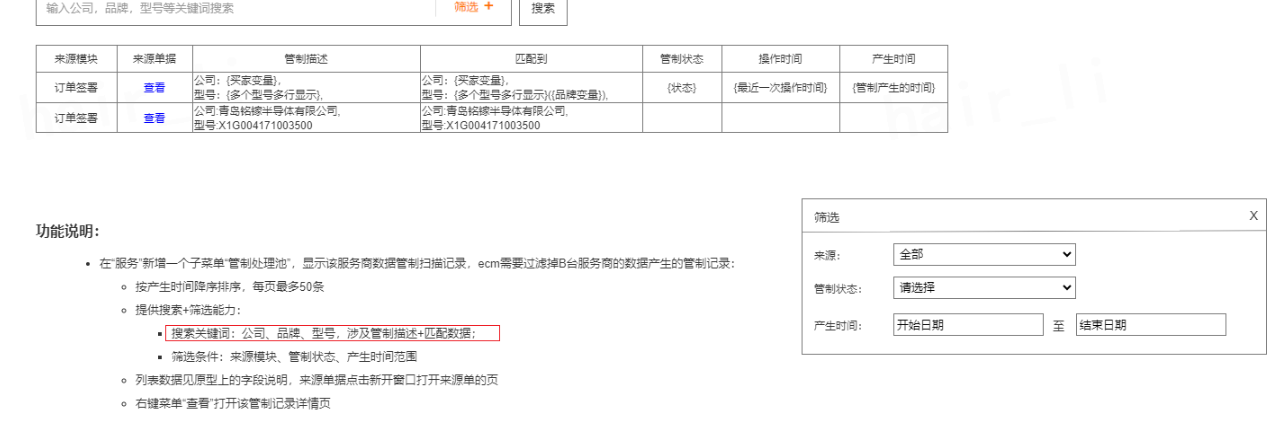 输入公司，品牌，型号等关键词搜索 筛选 + 搜索
来源模块 来源单据 管制描述 匹配到 管制状态 操作时间 产生时间
订单签署 查看 公司：{买家变量}, 公司：{买家变量}, {状态} {最近一次操作时间} {管制产生的时间}
型号：{多个型号多行显示}, 型号：{多个型号多行显示}({品牌变量}),
订单签署 查看 公司:青岛铭镓半导体有限公司, 公司:青岛铭镓半导体有限公司,
型号:X1G004171003500 型号:X1G004171003500
hair_li
筛选 X
功能说明：
来源： 全部
在“服务”新增一个子菜单“管制处理池”，显示该服务商数据管制扫描记录，ecm需要过滤掉B台服务商的数据产生的管制记录：
按产生时间降序排序，每页最多50条
管制状态： 请选择
提供搜索+筛选能力：
产生时间： 开始日期 至 结束日期
搜索关键词：公司、品牌、型号，涉及管制描述+匹配数据；
筛选条件：来源模块、管制状态、产生时间范围
列表数据见原型上的字段说明，来源单据点击新开窗口打开来源单的页
右键菜单“查看”打开该管制记录详情页